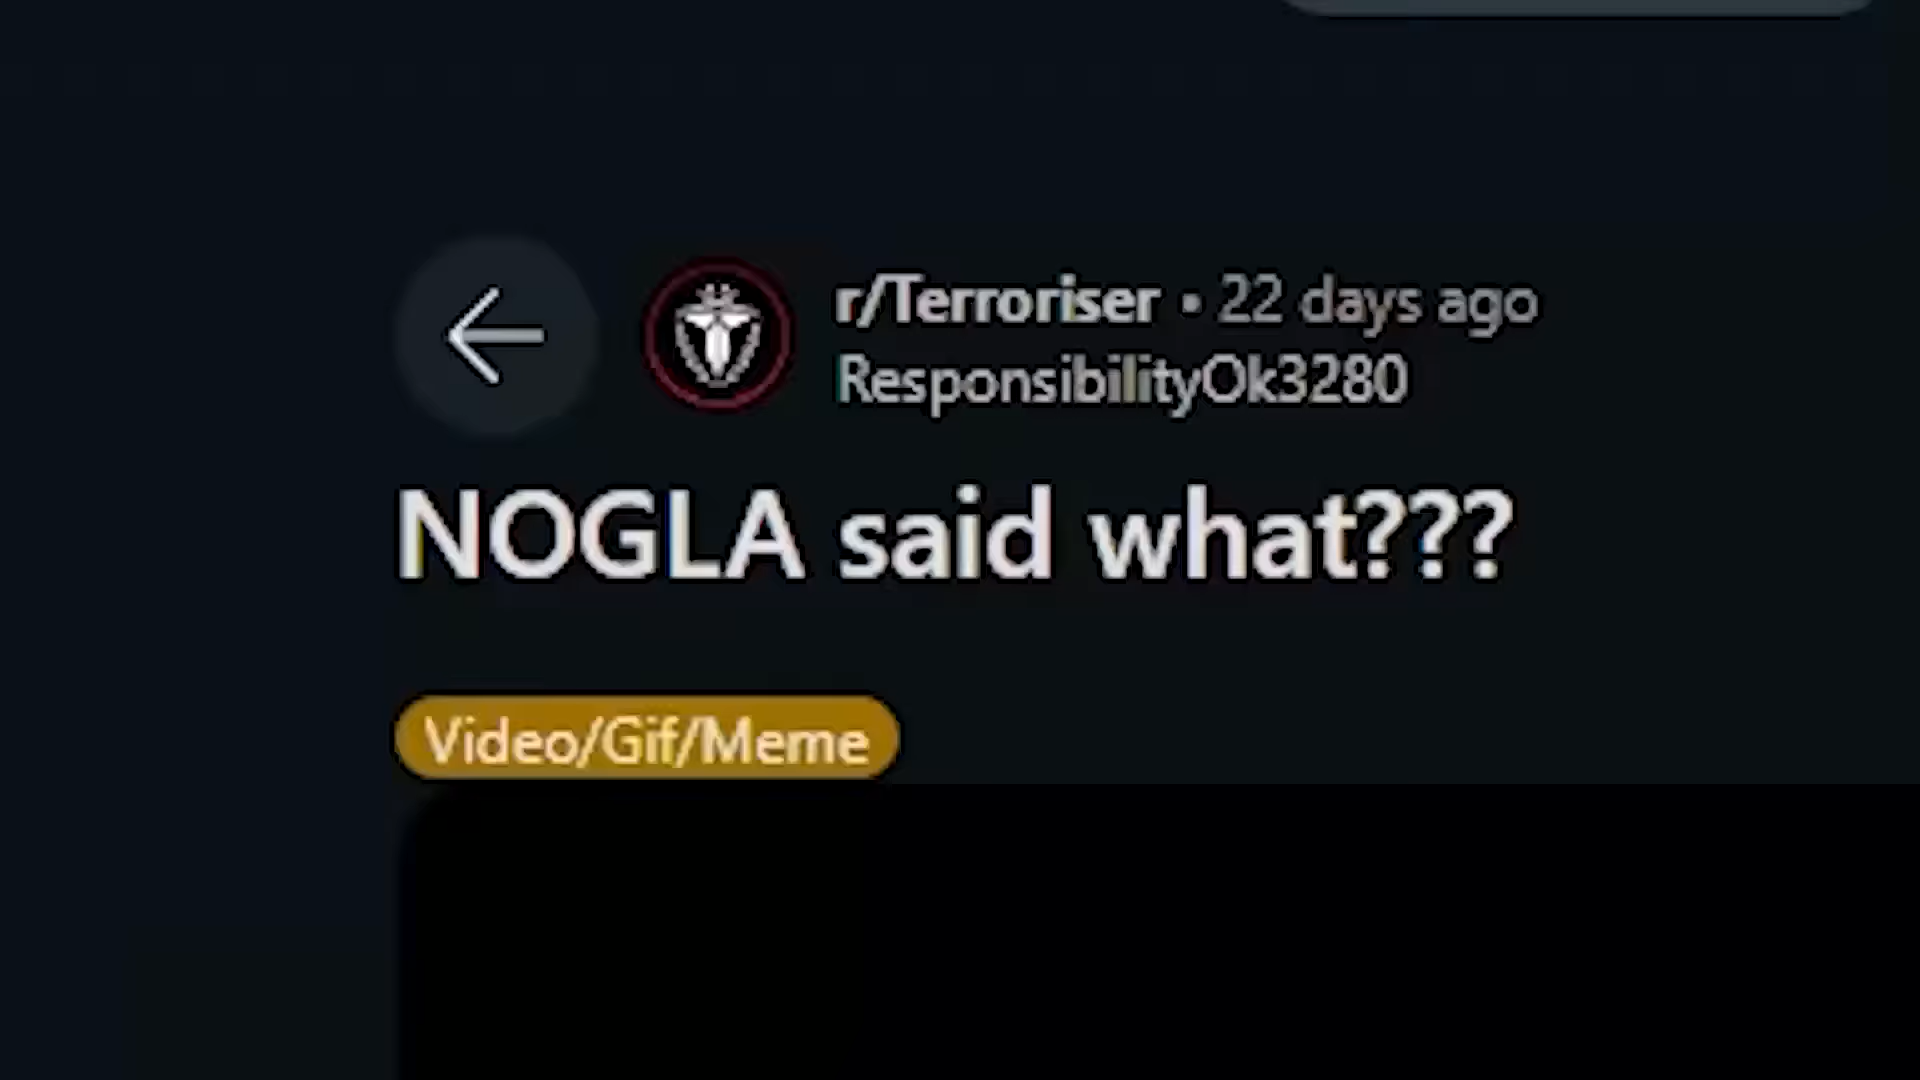 r/Terroriser • 22 days ago
ResponsibilityOk3280
NOGLA said what???
Video/Gif/Meme